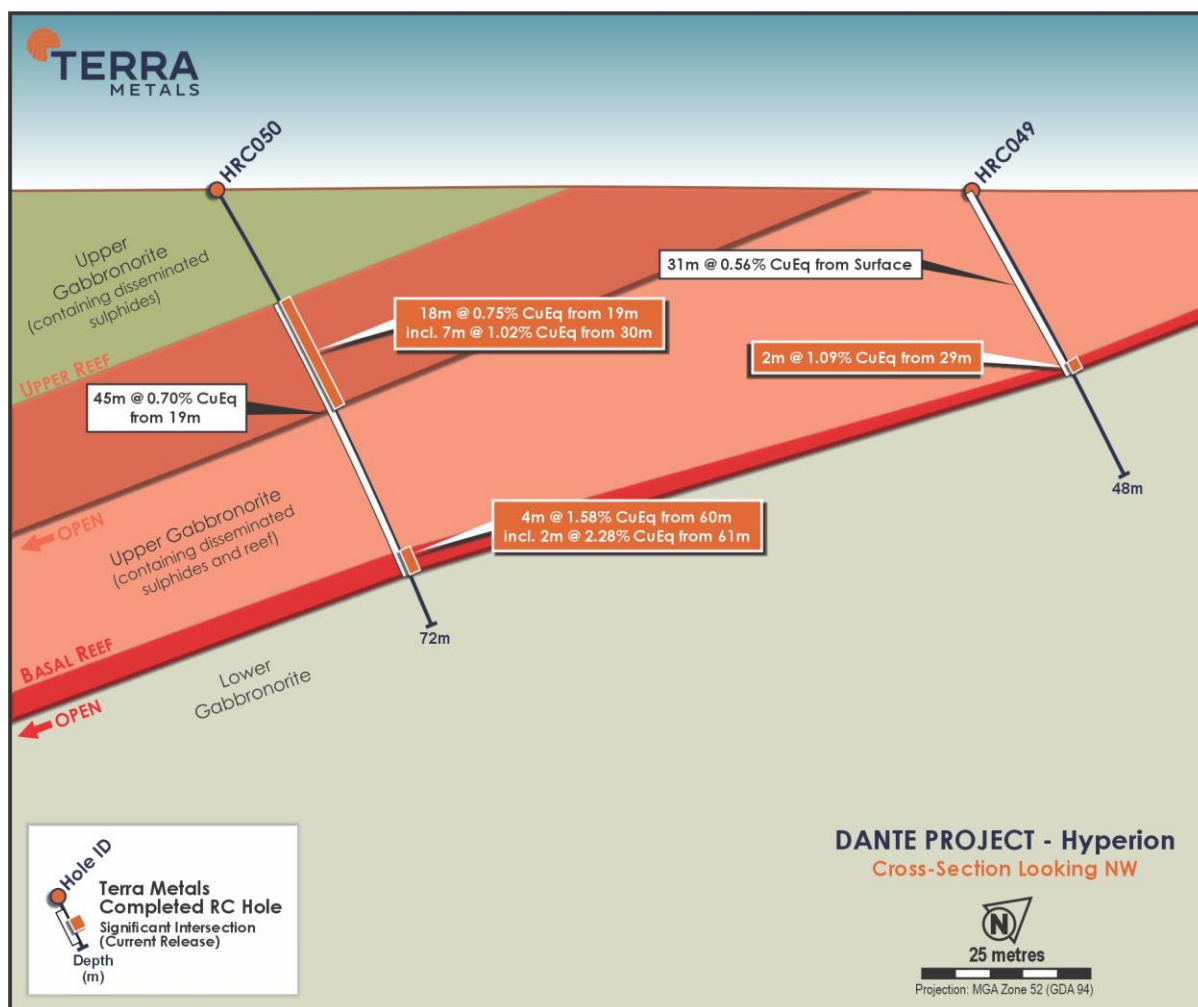 TERRA
METALS
HRC050
HRC049
Upper
Gabbronorite
(containing disseminated
sulphides)
UPPER REEF
31m @ 0.56% CuEq from Surface
18m @ 0.75% CuEq from 19m
incl. 7m @ 1.02% CuEq from 30m
2m @ 1.09% CuEq from 29m
45m @ 0.70% CuEq
from 19m
48m
4m @ 1.58% CuEq from 60m
incl. 2m @ 2.28% CuEq from 61m
OPEN
Upper Gabbronorite
(containing disseminated
sulphides and reef)
72m
BASAL REEF
Lower
Gabbronorite
OPEN
Hole ID
Terra Metals
Completed RC Hole
Significant Intersection
(Current Release)
Depth
(m)
DANTE PROJECT - Hyperion
Cross-Section Looking NW
N
25 metres
Projection: MGA Zone 52 (GDA 94)